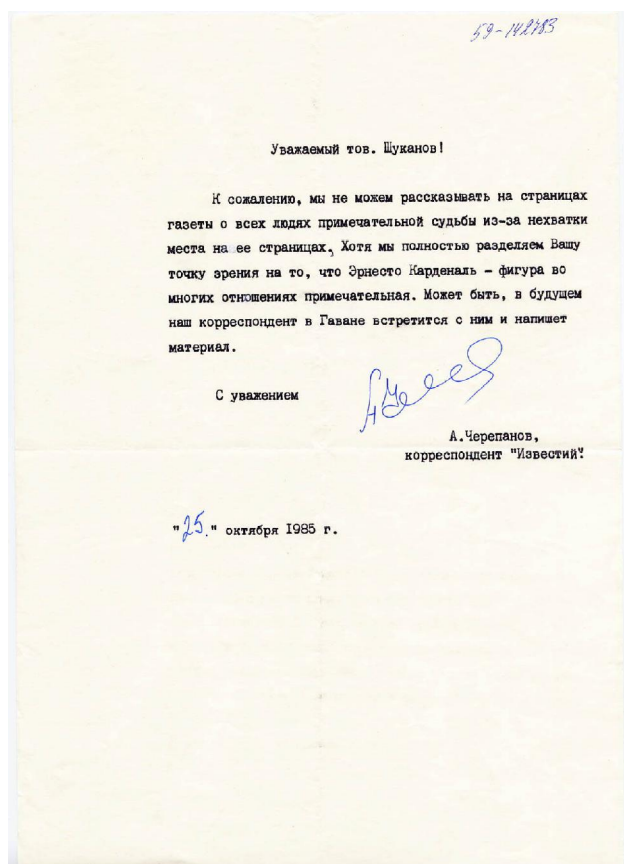 59-142783
Уважаемый тов. Щуканов!
К сожалению, мы не можем рассказывать на страницах
газеты о всех людях примечательной судьбы из-за нехватки
места на ее страницах. Хотя мы полностью разделяем Вашу
точку зрения на то, что Эрнесто Карденаль – фигура во
многих отношениях примечательная. Может быть, в будущем
наш корреспондент в Гаване встретится с ним и напишет
материал.
С уважением
А.Черепанов,
корреспондент "Известий".
"25." октября 1985 г.